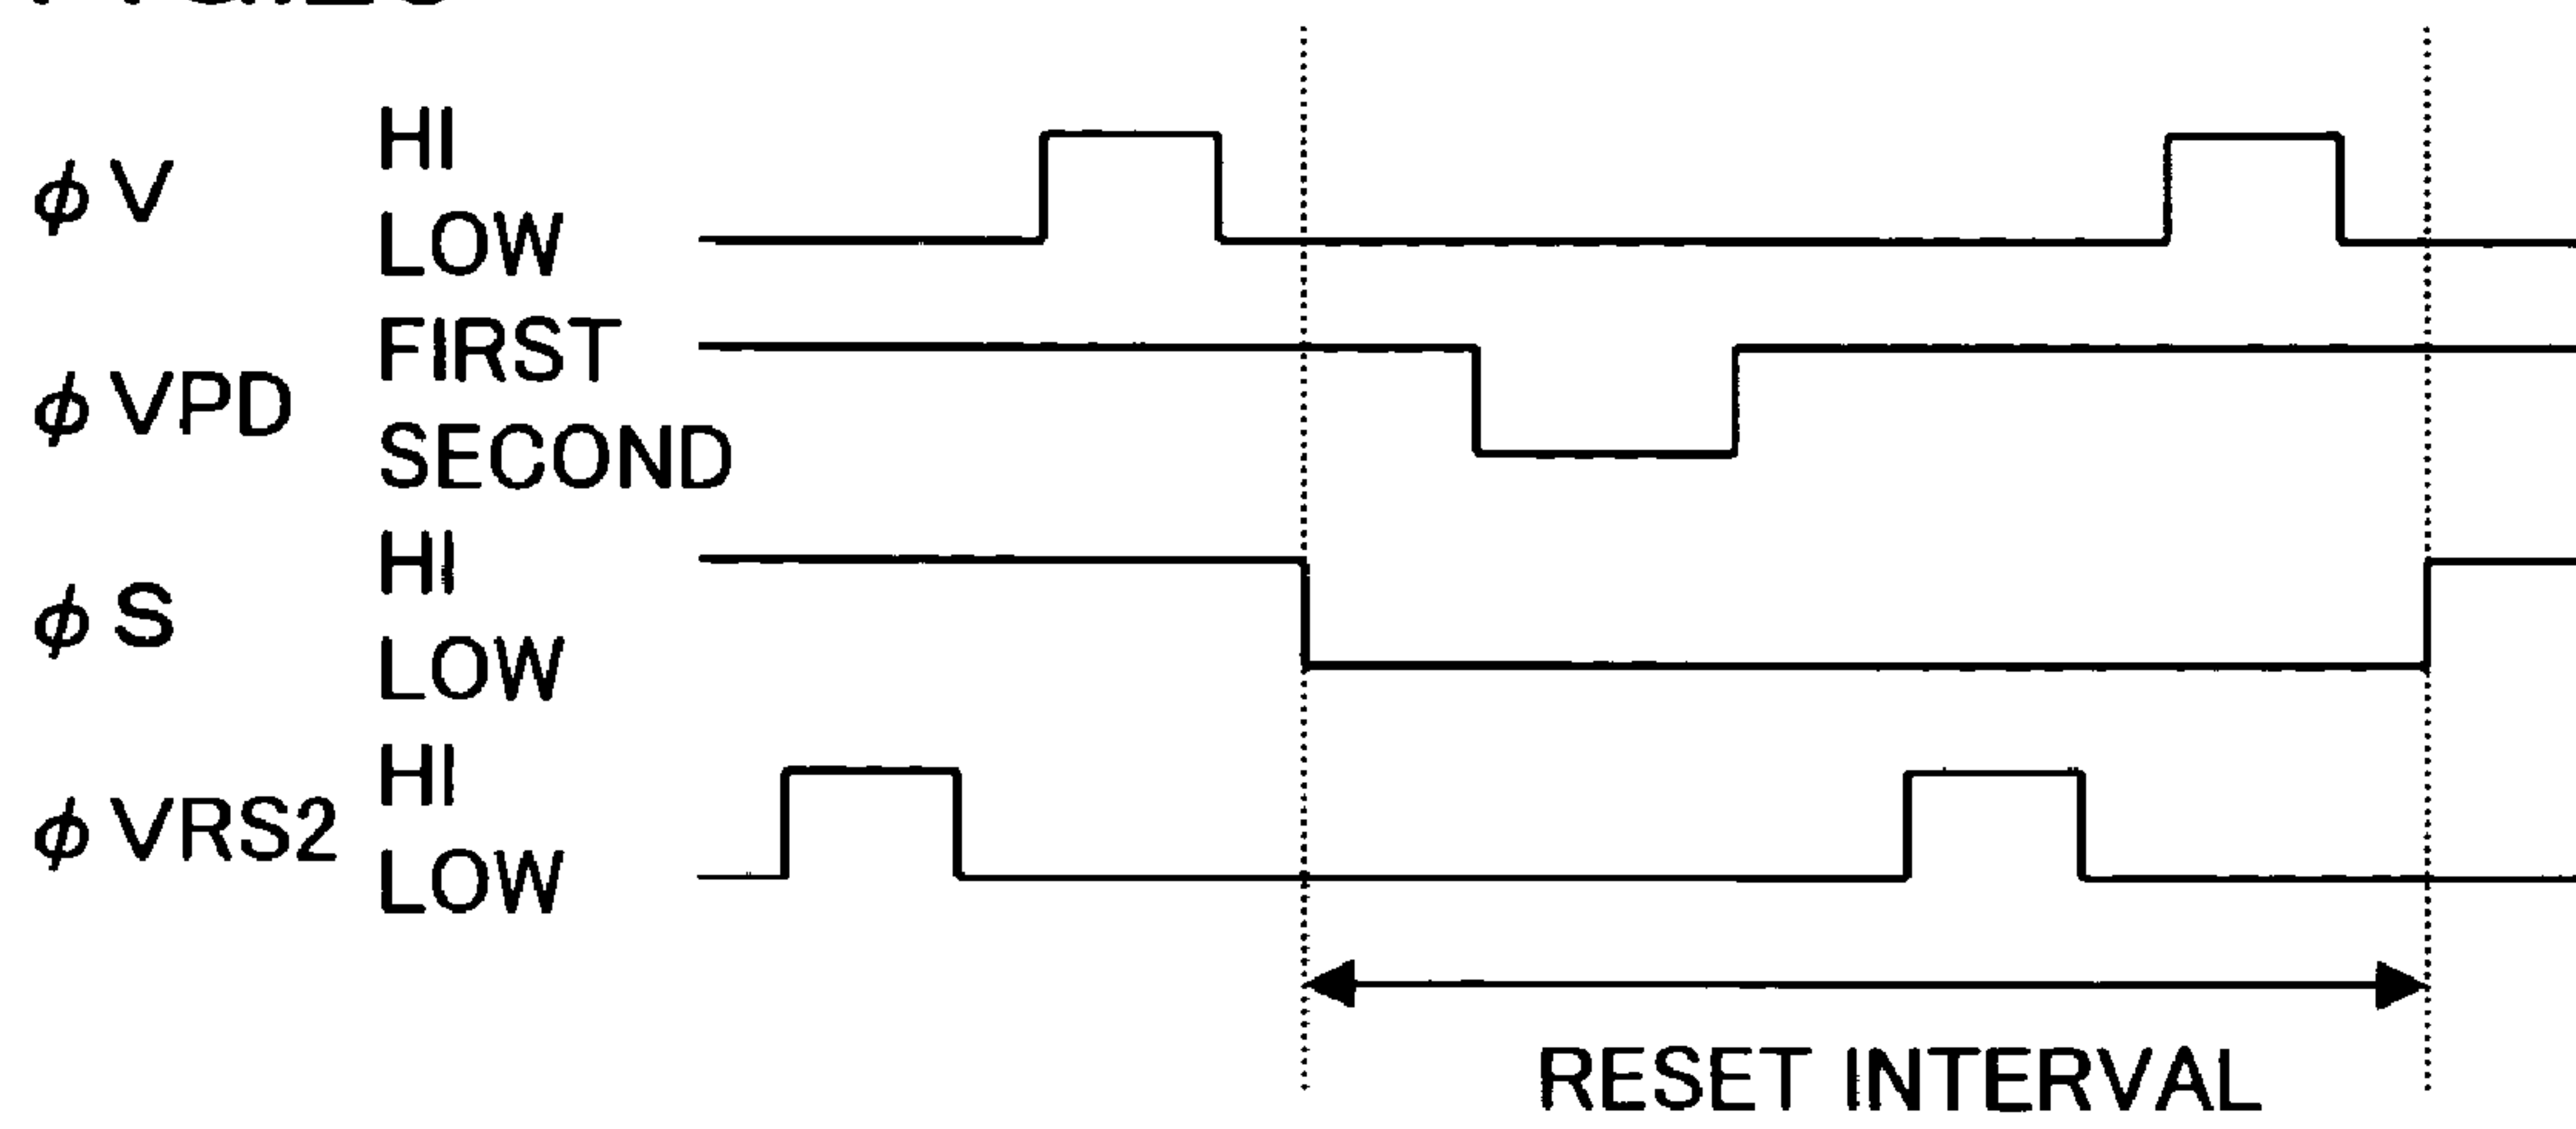 φV HI
LOW
φVPD FIRST
SECOND
φS HI
LOW
φVRS2 HI
LOW
RESET INTERVAL